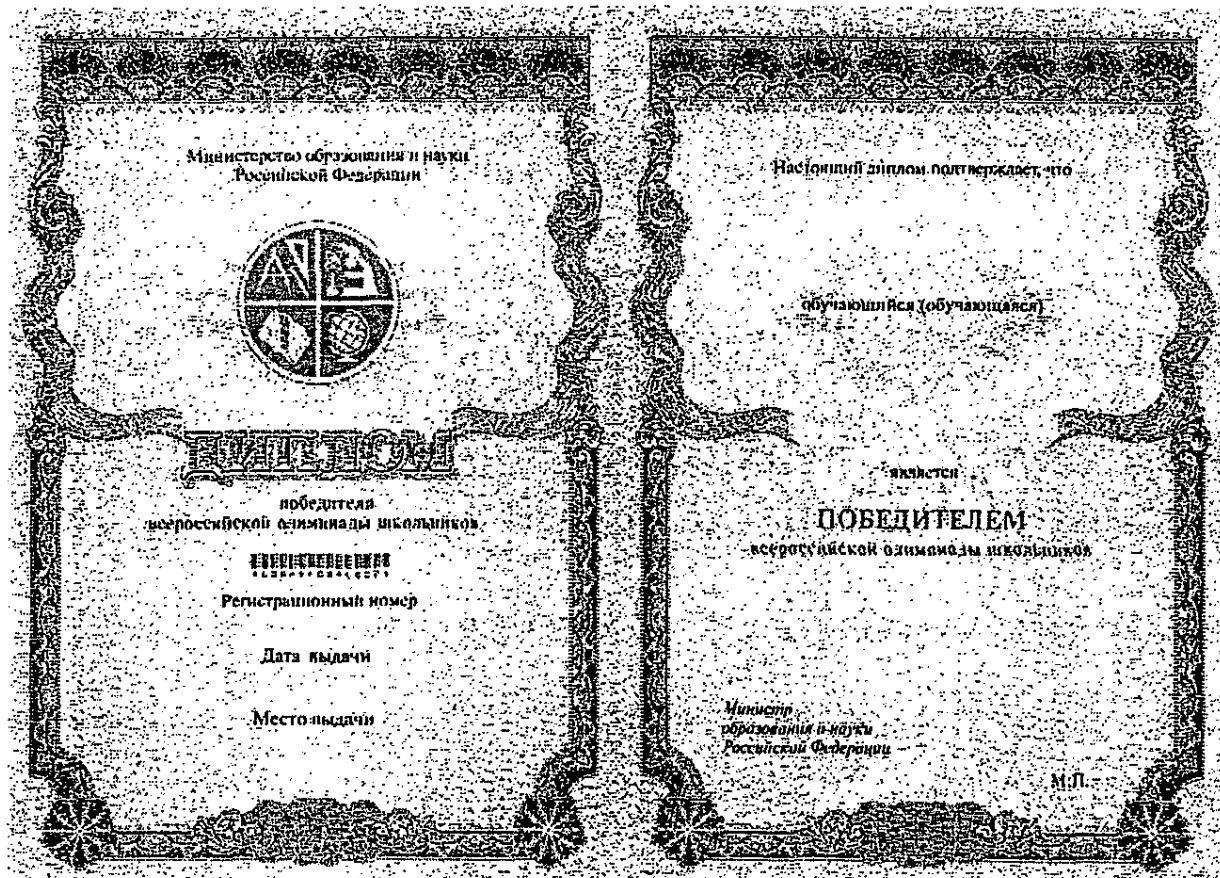 Министерство образования и науки
Российской Федерации
ДИПЛОМ
победителя
всероссийской олимпиады школьников
Регистрационный номер
Дата выдачи
Место выдачи
Настоящий диплом подтверждает, что
обучающийся (обучающаяся)
является
ПОБЕДИТЕЛЕМ
всероссийской олимпиады школьников
Министр
образования и науки
Российской Федерации
М.П.